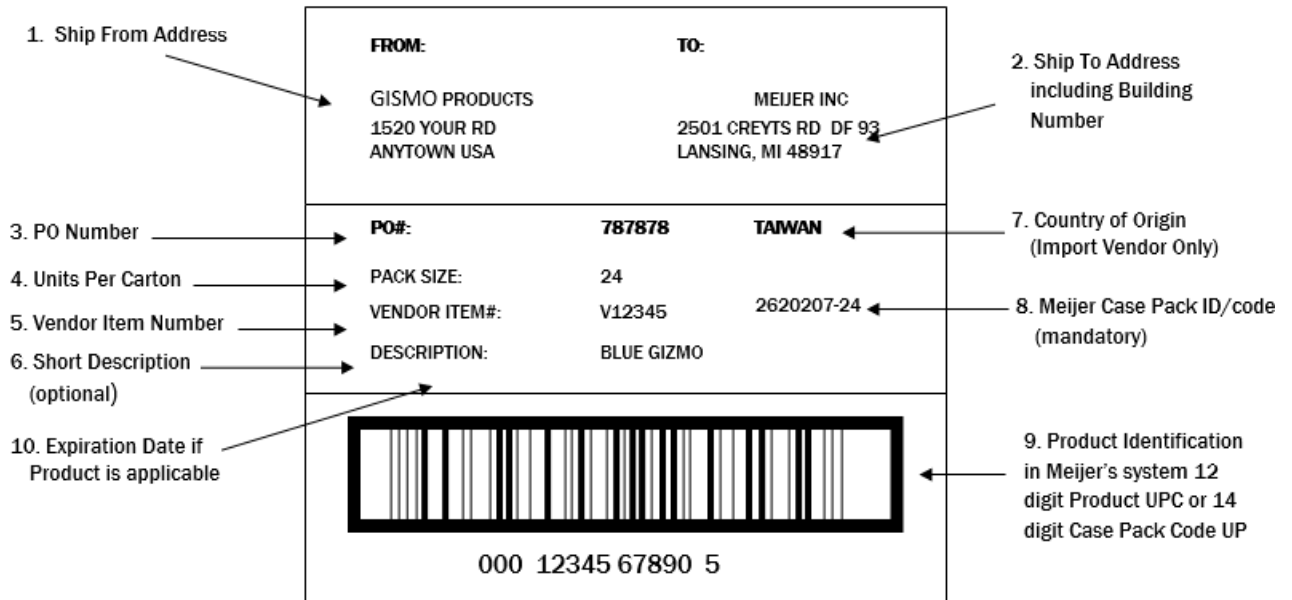 1. Ship From Address
FROM:
TO:
2. Ship To Address
including Building
Number
GISMO PRODUCTS
1520 YOUR RD
ANYTOWN USA
MEIJER INC
2501 CREYTS RD DF 93
LANSING, MI 48917
3. PO Number
PO#:
787878
TAIWAN
7. Country of Origin
(Import Vendor Only)
4. Units Per Carton
PACK SIZE:
24
5. Vendor Item Number
VENDOR ITEM#:
V12345
2620207-24
8. Meijer Case Pack ID/code
(mandatory)
6. Short Description
(optional)
DESCRIPTION:
BLUE GIZMO
10. Expiration Date if
Product is applicable
9. Product Identification
in Meijer's system 12
digit Product UPC or 14
digit Case Pack Code UP
000 12345 67890 5